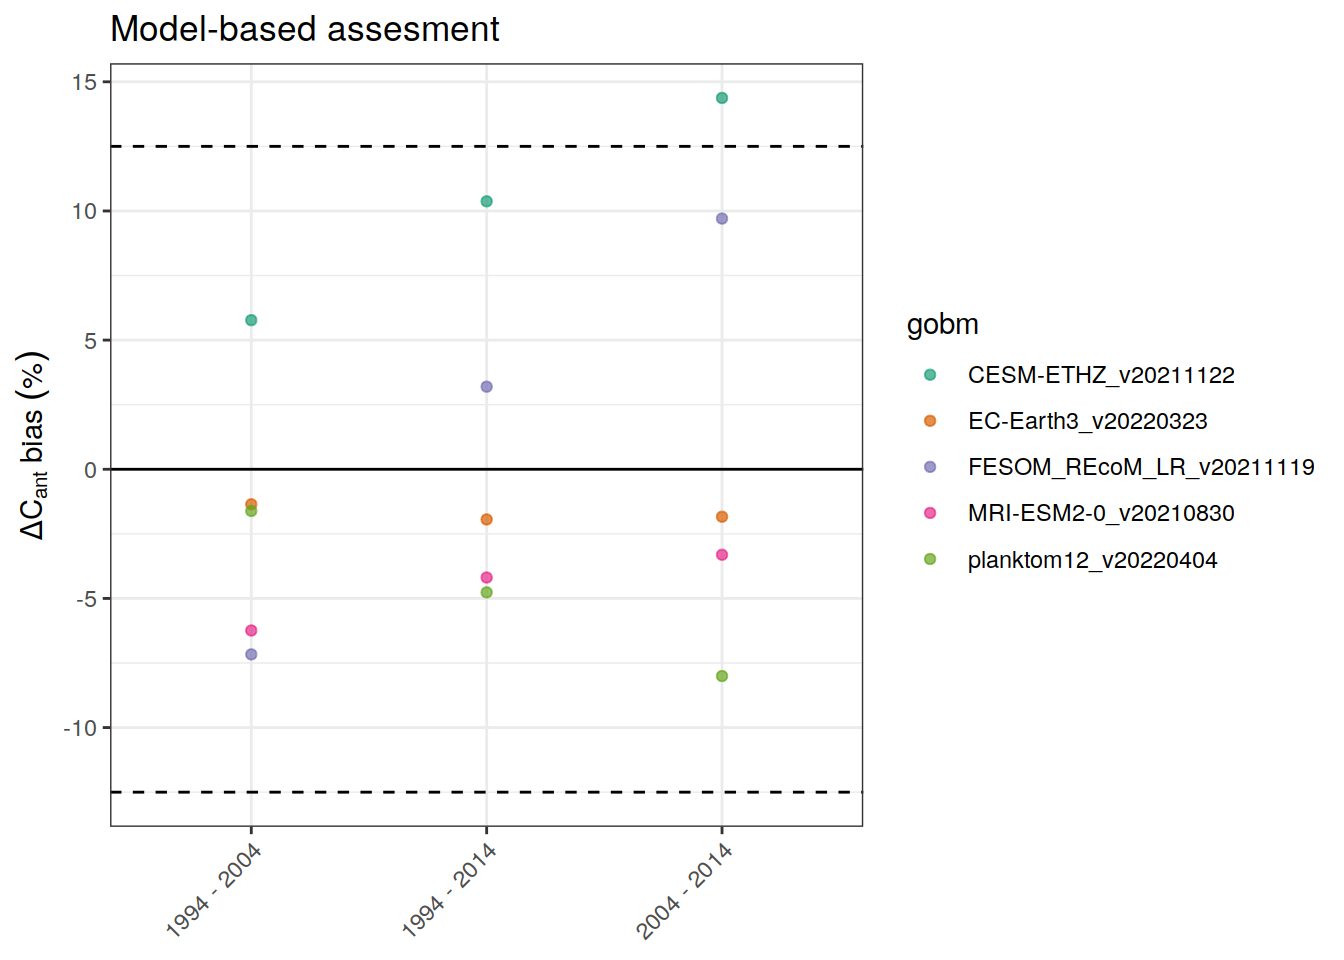 Model-based assesment
15
10
5
0
-5
-10
ΔCant bias (%)
1994 - 2004
1994 - 2014
2004 - 2014
gobm
CESM-ETHZ_v20211122
EC-Earth3_v20220323
FESOM_REcoM_LR_v20211119
MRI-ESM2-0_v20210830
planktom12_v20220404